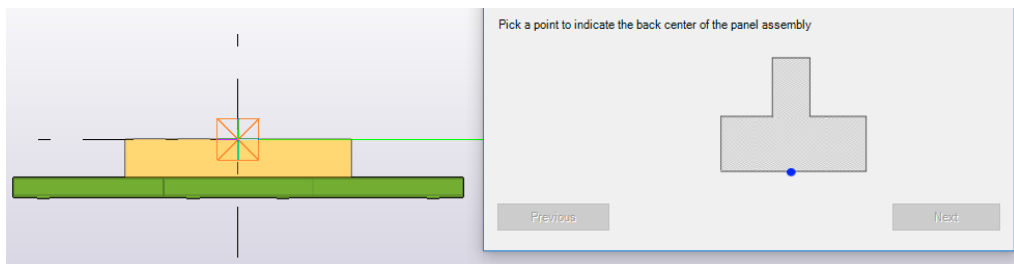 Pick a point to indicate the back center of the panel assembly
Previous
Next